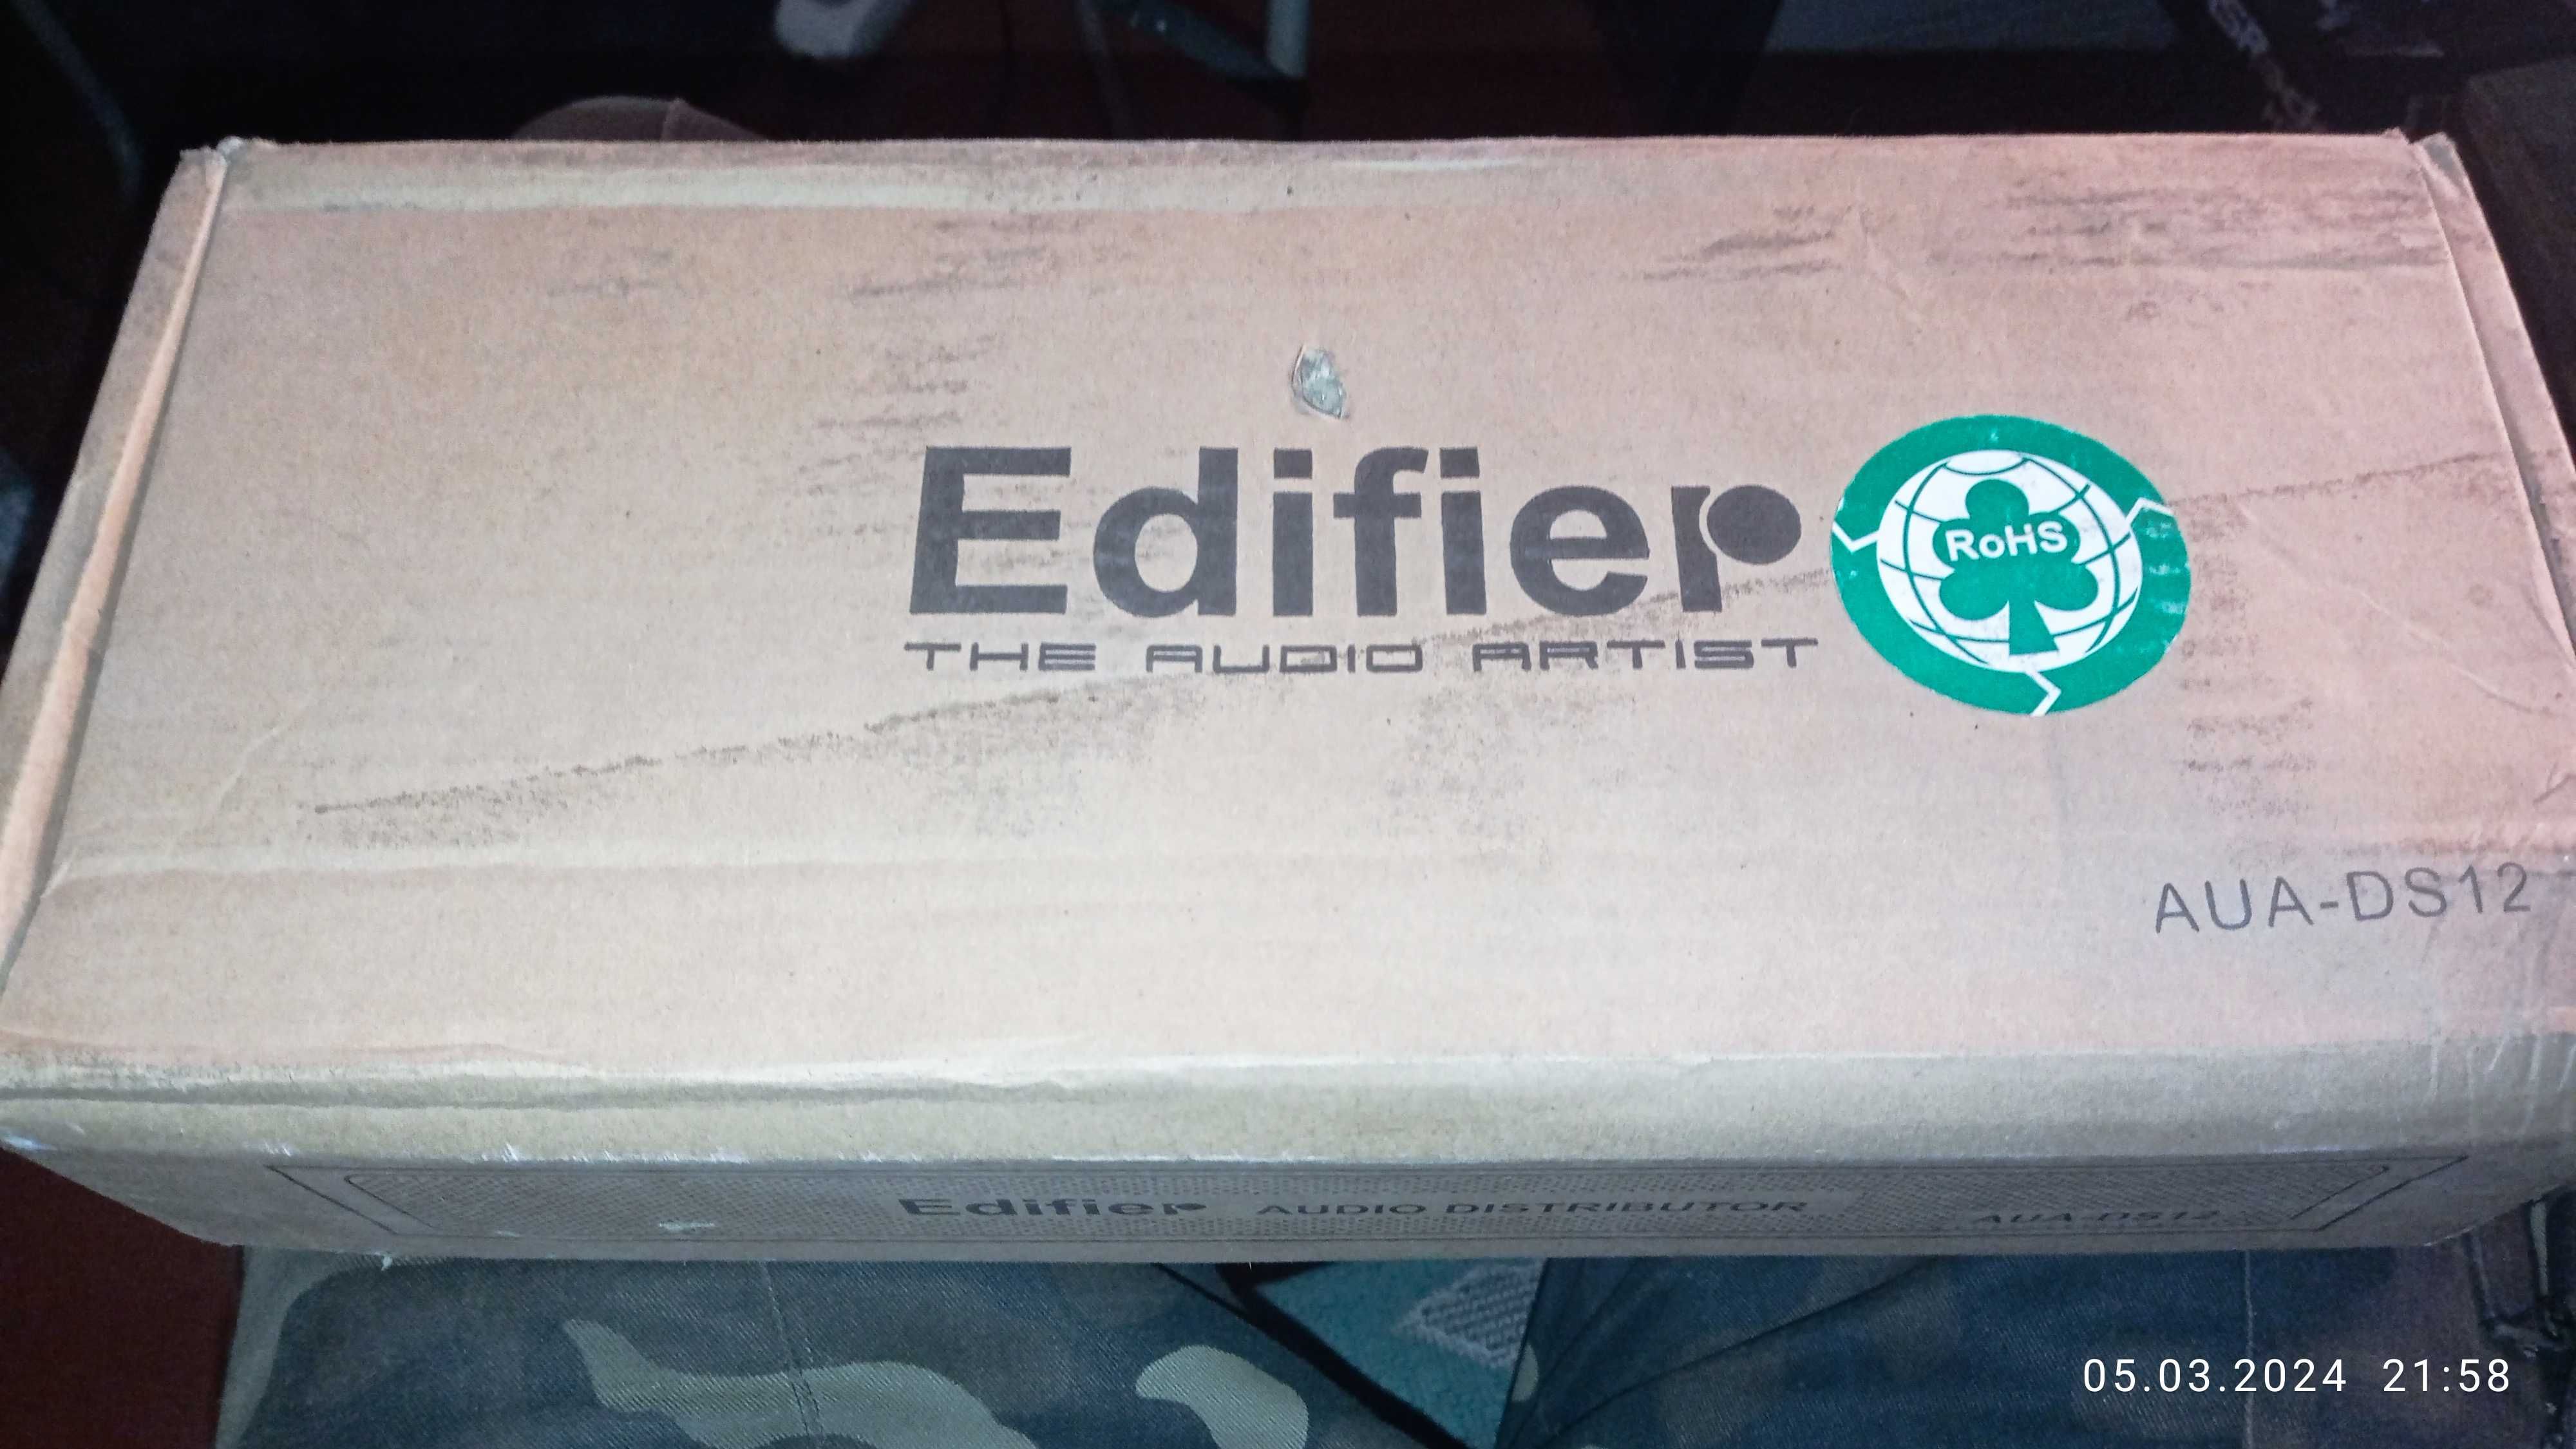 Edifier
THE AUDIO ARTIST
RoHS
AUA-DS12
Edifier AUDIO DISTRIBUTOR AUA-DS12
05.03.2024 21:58